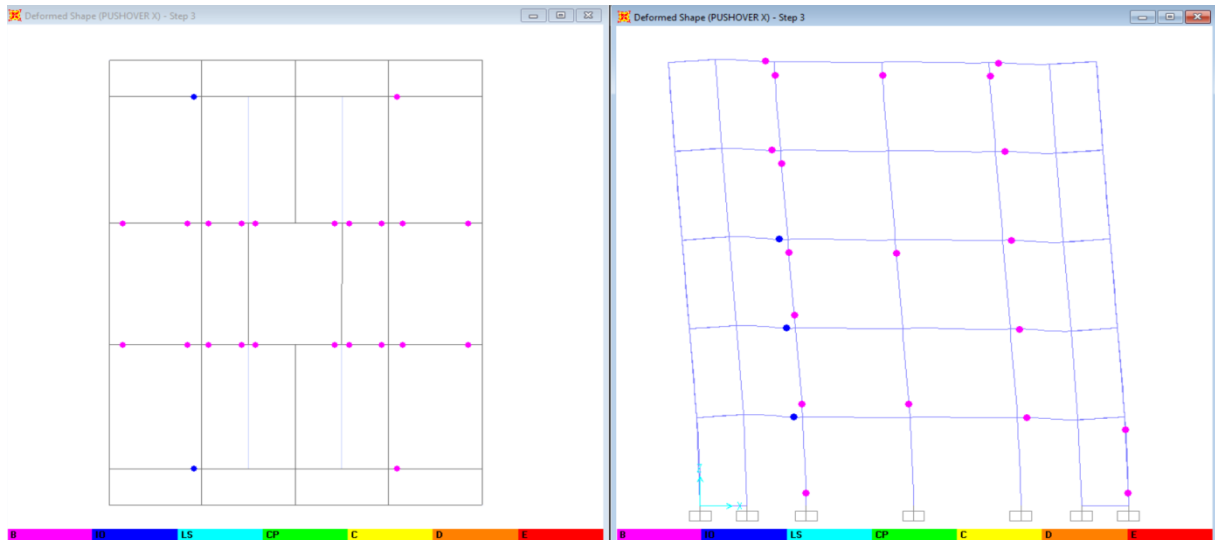 Deformed Shape (PUSHOVER X) - Step 3
B IO LS CP C D E
Deformed Shape (PUSHOVER X) - Step 3
B IO LS CP C D E